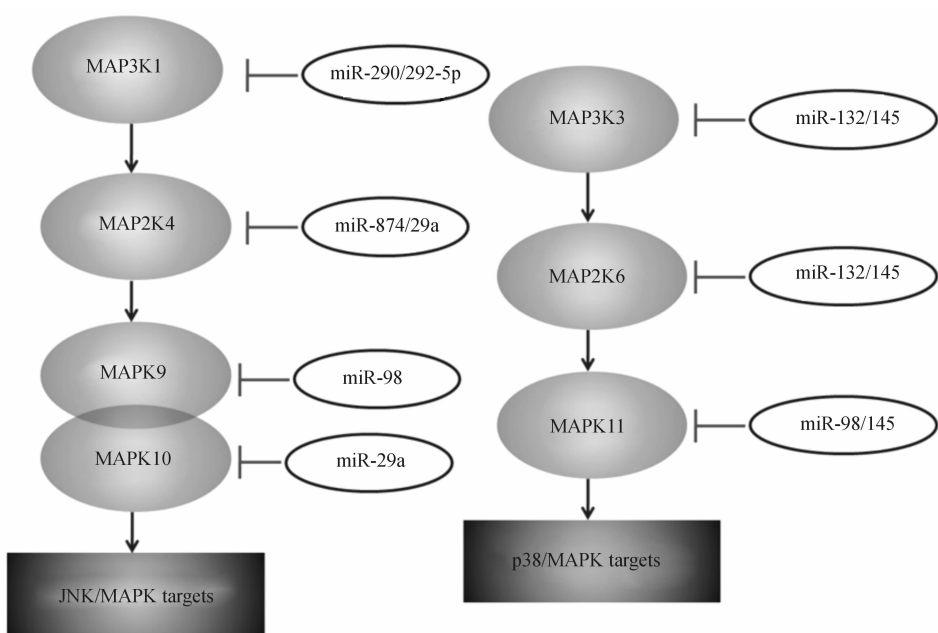 MAP3K1
miR-290/292-5p
MAP2K4
miR-874/29a
MAPK9
miR-98
MAPK10
miR-29a
JNK/MAPK targets
MAP3K3
miR-132/145
MAP2K6
miR-132/145
MAPK11
miR-98/145
p38/MAPK targets